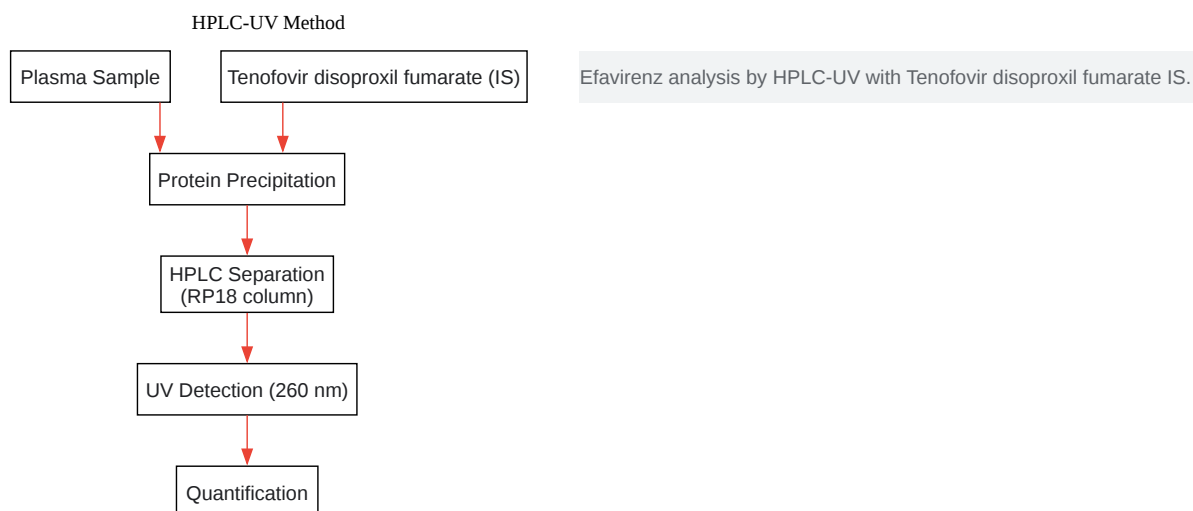 HPLC-UV Method
Plasma Sample
Tenofovir disoproxil fumarate (IS)
Efavirenz analysis by HPLC-UV with Tenofovir disoproxil fumarate IS.
Protein Precipitation
HPLC Separation
(RP18 column)
UV Detection (260 nm)
Quantification